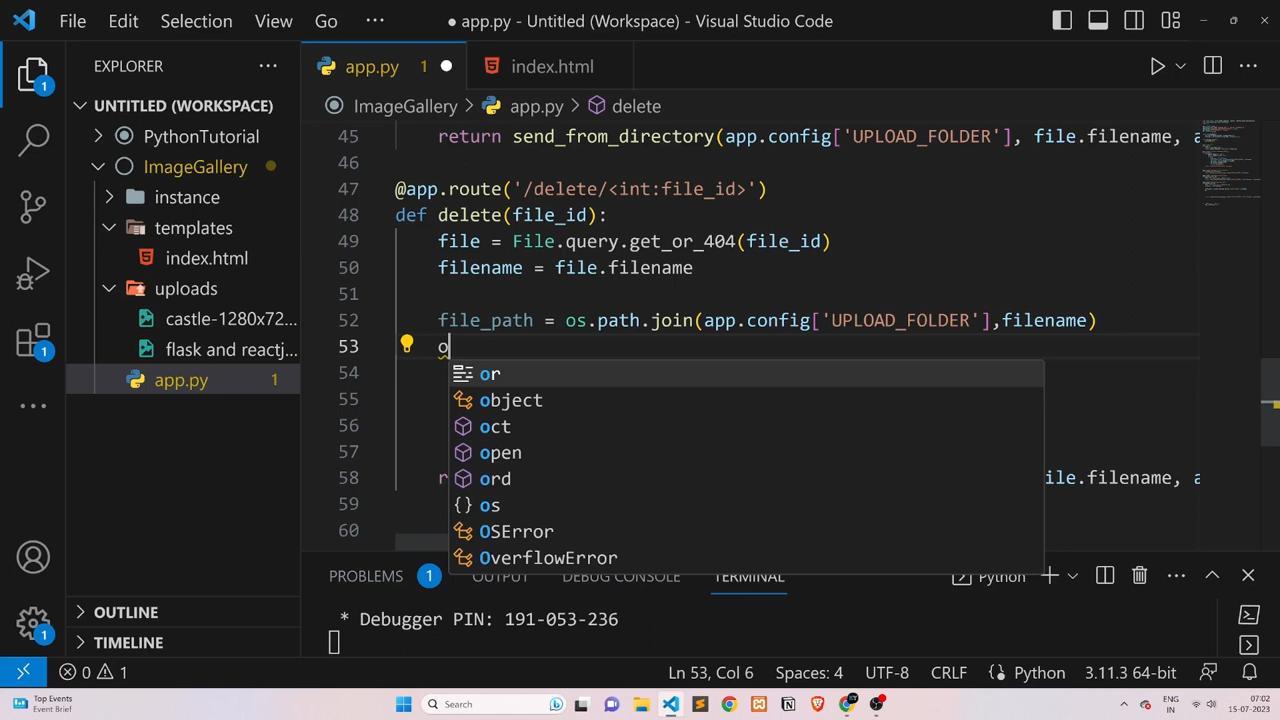 File Edit Selection View Go ··· ● app.py - Untitled (Workspace) - Visual Studio Code
EXPLORER ···
app.py 1 ●
index.html
UNTITLED (WORKSPACE)
PythonTutorial
ImageGallery
instance
templates
index.html
uploads
castle-1280x72...
flask and reactj...
app.py 1
OUTLINE
TIMELINE
1
1
1
ImageGallery > app.py > delete
45 return _nd_from_directory(app.config['UPLOAD_FOLDER'], file.filename, a
46
47 @app.route('/delete/<int:file_id>')
48 def delete(file_id):
49 file = File.query.get_or_404(file_id)
50 filename = file.filename
51
52 file_path = os.path.join(app.config['UPLOAD_FOLDER'],filename)
53 o
54
55
56
57
58 r ile.filename, a
59
60
or
object
oct
open
ord
os
OSError
OverflowError
PROBLEMS 1 OUTPUT DEBUG CONSOLE TERMINAL Python
* Debugger PIN: 191-053-236
0 1 Ln 53, Col 6 Spaces: 4 UTF-8 CRLF Python 3.11.3 64-bit
Top Events
Event Brief
Search
ENG
IN
07:02
15-07-2023